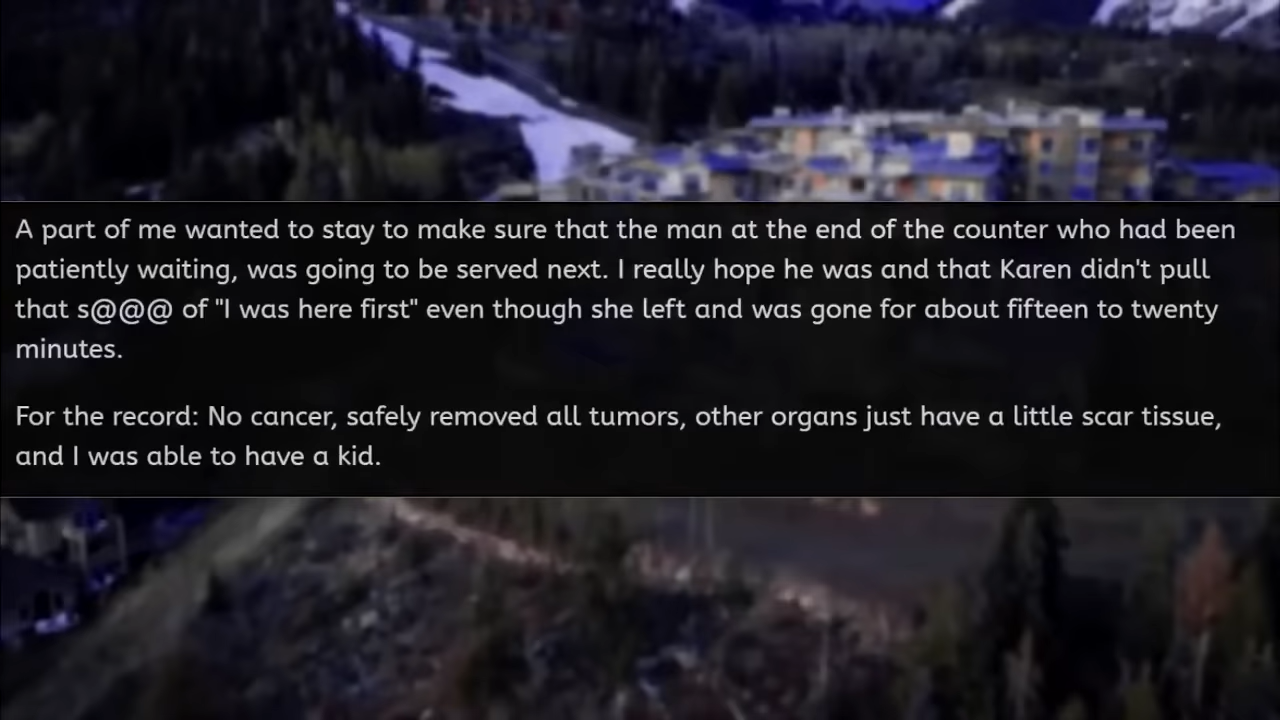 A part of me wanted to stay to make sure that the man at the end of the counter who had been
patiently waiting, was going to be served next. I really hope he was and that Karen didn't pull
that s@@@ of "I was here first" even though she left and was gone for about fifteen to twenty
minutes.
For the record: No cancer, safely removed all tumors, other organs just have a little scar tissue,
and I was able to have a kid.